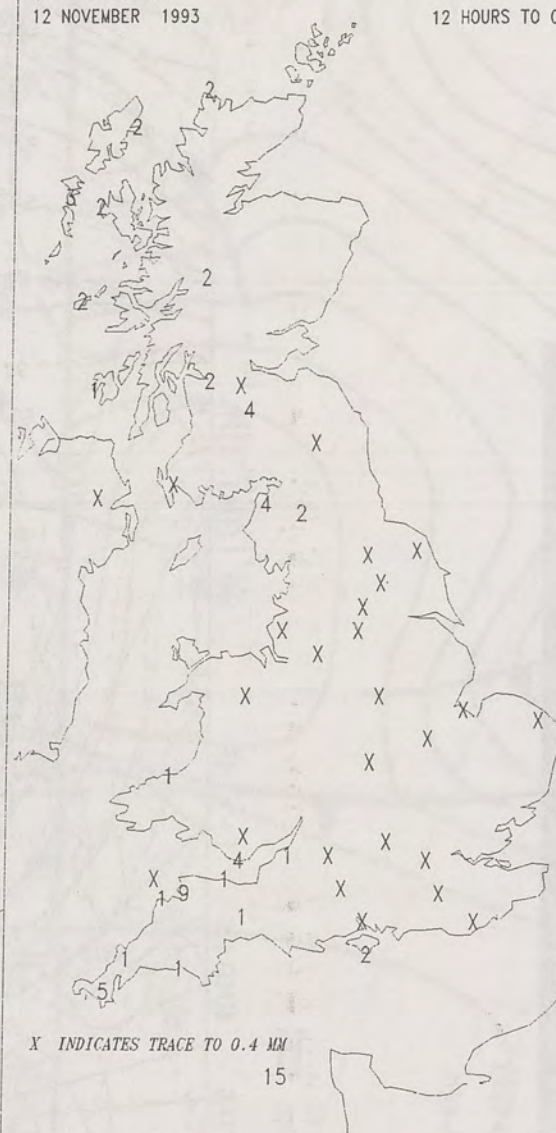 12 NOVEMBER 1993 12 HOURS TO
2
2
2
2
2
1 2 X
4
X
X X 4
2
X X
X
X
X X
X
X X
X
X X
X
1
X X
4 1 X X
X 1
1 9 X X
1 X X
1 1 2
5
X INDICATES TRACE TO 0.4 MM
15